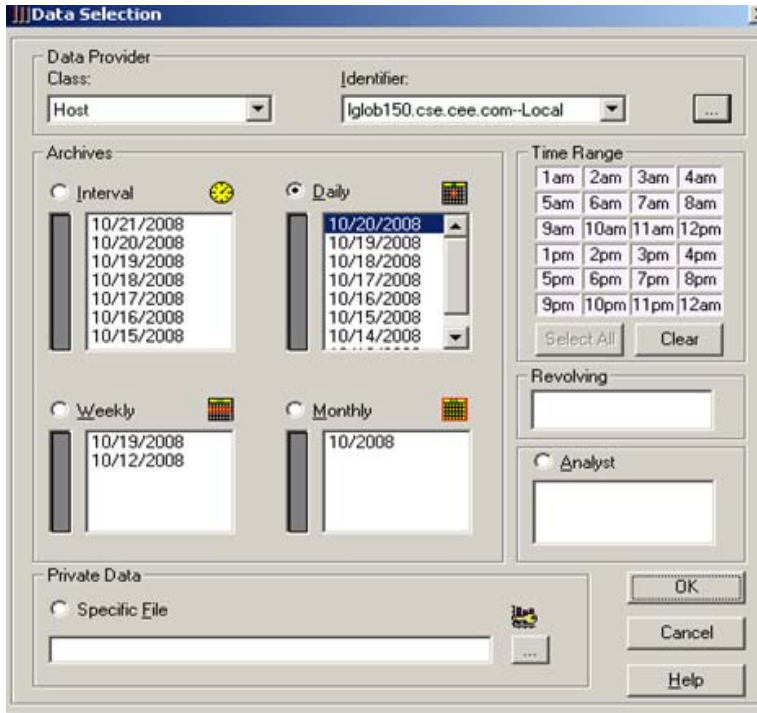 Data Selection
Data Provider
Class:
Identifier:
Host
lglob150.cse.cee.com--Local
...
Archives
Interval
10/21/2008
10/20/2008
10/19/2008
10/18/2008
10/17/2008
10/16/2008
10/15/2008
Daily
10/20/2008
10/19/2008
10/18/2008
10/17/2008
10/16/2008
10/15/2008
10/14/2008
Weekly
10/19/2008
10/12/2008
Monthly
10/2008
Time Range
1am 2am 3am 4am
5am 6am 7am 8am
9am 10am 11am 12pm
1pm 2pm 3pm 4pm
5pm 6pm 7pm 8pm
9pm 10pm 11pm 12am
Select All Clear
Revolving
Analyst
Private Data
Specific File
...
OK
Cancel
Help